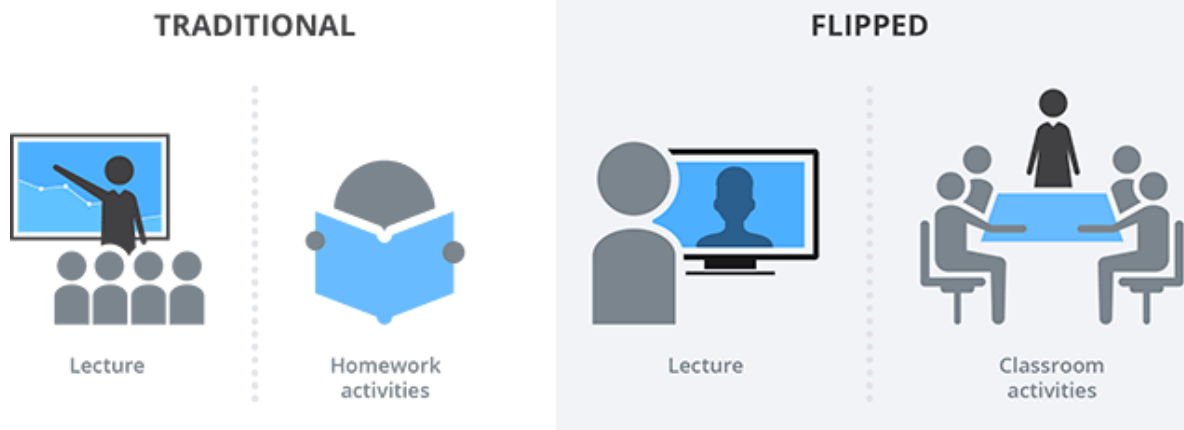 TRADITIONAL
Lecture
Homework
activities
FLIPPED
Lecture
Classroom
activities